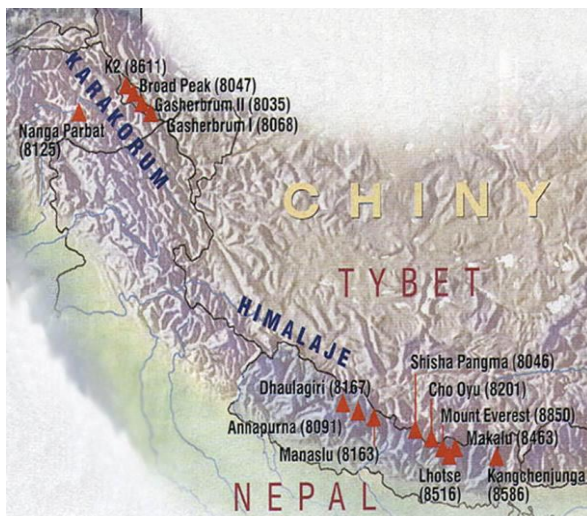 K2 (8611)
Broad Peak (8047)
Gasherbrum II (8035)
Gasherbrum I (8068)
Nanga Parbat
(8125)
KARAKORUM
CHINY
TYBET
HIMALAJE
Shisha Pangma (8046)
Dhaulagiri (8167)
Cho Oyu (8201)
Annapurna (8091)
Mount Everest (8850)
Manaslu (8163)
Makalu (8463)
Lhotse
(8516)
Kangchenjunga
(8586)
NEPAL